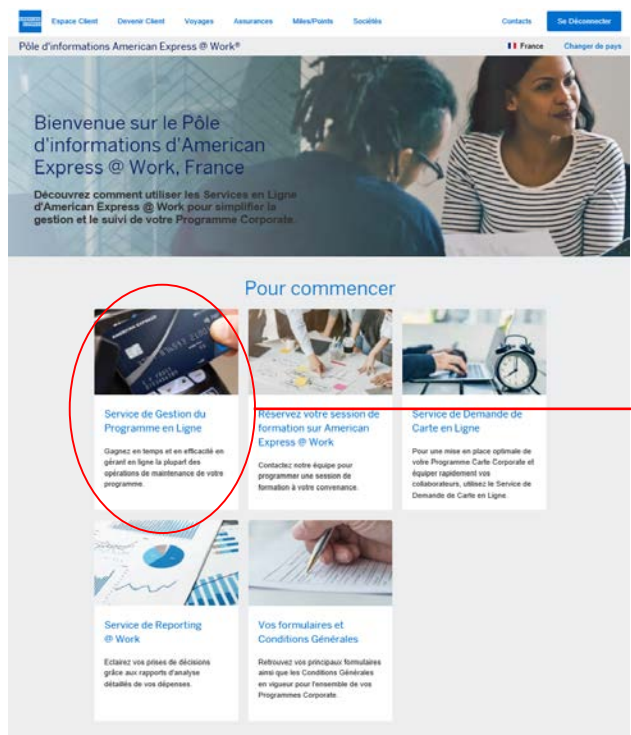 Espace Client Devenir Client Voyages Assurances Miles/Points Sociétés Contacts Se Déconnecter
Pôle d'informations American Express @ Work® France Changer de pays
Bienvenue sur le Pôle
d'informations d'American
Express @ Work, France
Découvrez comment utiliser les Services en Ligne
d'American Express @ Work pour simplifier la
gestion et le suivi de votre Programme Corporate.
Pour commencer
AMERICAN EXPRESS
Service de Gestion du
Programme en Ligne
Gagnez en temps et en efficacité en
gérant en ligne la plupart des
opérations de maintenance de votre
programme.
Réservez votre session de
formation sur American
Express @ Work
Contactez notre équipe pour
programmer une session de
formation à votre convenance.
Service de Demande de
Carte en Ligne
Pour une mise en place optimale de
votre Programme Carte Corporate et
équiper rapidement vos
collaborateurs, utilisez le Service de
Demande de Carte en Ligne.
Service de Reporting
@ Work
Eclairez vos prises de décisions
grâce aux rapports d'analyse
détaillés de vos dépenses.
Vos formulaires et
Conditions Générales
Retrouvez vos principaux formulaires
ainsi que les Conditions Générales
en vigueur pour l'ensemble de vos
Programmes Corporate.